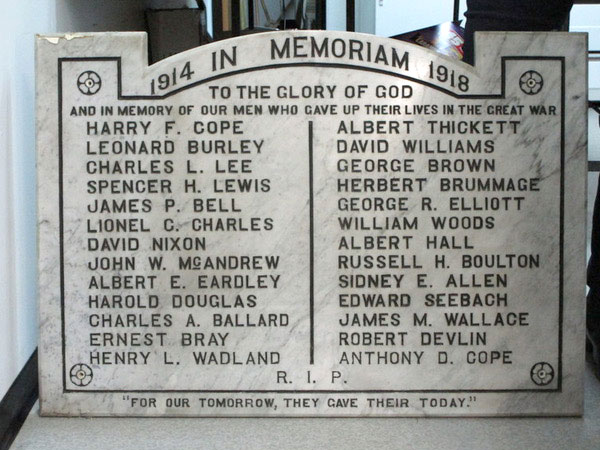 1914 IN MEMORIAM 1918
TO THE GLORY OF GOD
AND IN MEMORY OF OUR MEN WHO GAVE UP THEIR LIVES IN THE GREAT WAR
HARRY F. COPE
LEONARD BURLEY
CHARLES L. LEE
SPENCER H. LEWIS
JAMES P. BELL
LIONEL C. CHARLES
DAVID NIXON
JOHN W. McANDREW
ALBERT E. EARDLEY
HAROLD DOUGLAS
CHARLES A. BALLARD
ERNEST BRAY
HENRY L. WADLAND
ALBERT THICKETT
DAVID WILLIAMS
GEORGE BROWN
HERBERT BRUMMAGE
GEORGE R. ELLIOTT
WILLIAM WOODS
ALBERT HALL
RUSSELL H. BOULTON
SIDNEY E. ALLEN
EDWARD SEEBACH
JAMES M. WALLACE
ROBERT DEVLIN
ANTHONY D. COPE
R. I. P.
"FOR OUR TOMORROW, THEY GAVE THEIR TODAY."